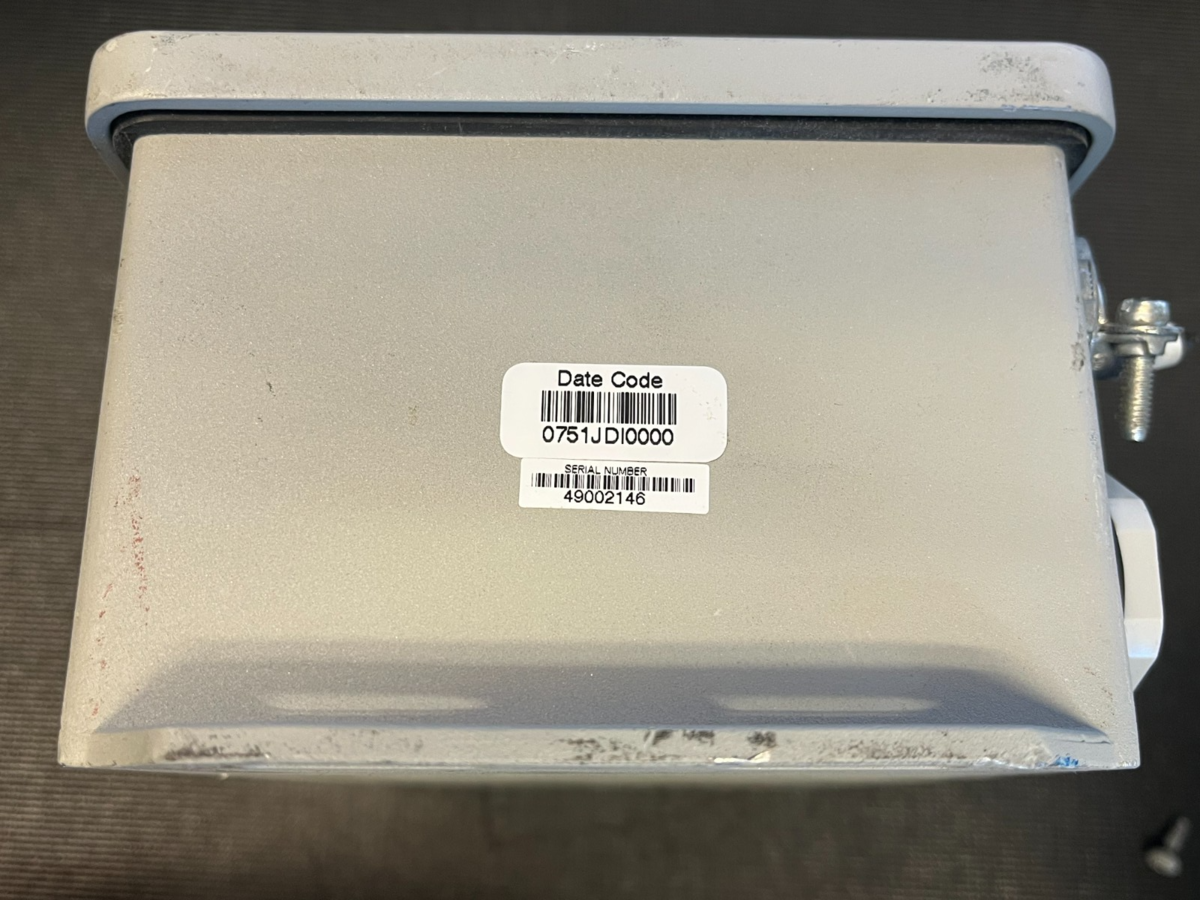 Date Code
0751JDI0000
SERIAL NUMBER
49002146